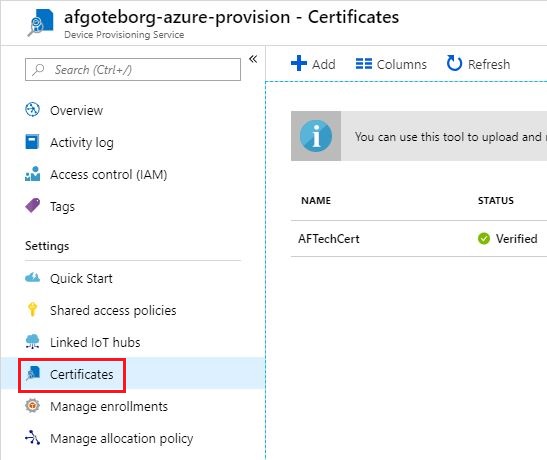 afgoteborg-azure-provision - Certificates
Device Provisioning Service
Search (Ctrl+/)
Overview
Activity log
Access control (IAM)
Tags
Settings
Quick Start
Shared access policies
Linked IoT hubs
Certificates
Manage enrollments
Manage allocation policy
Add Columns Refresh
You can use this tool to upload and
NAME STATUS
AFTechCert Verified